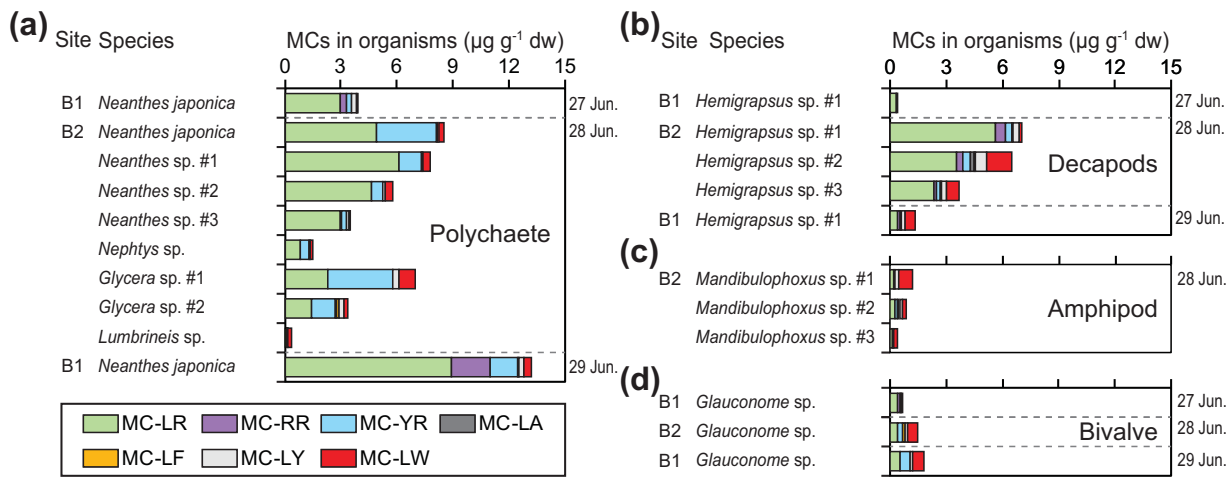 (a)
Site Species MCs in organisms (µg g⁻¹ dw)
0 3 6 9 12 15
B1 Neanthes japonica 27 Jun.
B2 Neanthes japonica 28 Jun.
Neanthes sp. #1
Neanthes sp. #2
Neanthes sp. #3
Polychaete
Nephtys sp.
Glycera sp. #1
Glycera sp. #2
Lumbrineis sp.
B1 Neanthes japonica 29 Jun.
MC-LR MC-RR MC-YR MC-LA
MC-LF MC-LY MC-LW
(b)
Site Species MCs in organisms (µg g⁻¹ dw)
0 3 6 9 12 15
B1 Hemigrapsus sp. #1 27 Jun.
B2 Hemigrapsus sp. #1 28 Jun.
Hemigrapsus sp. #2 Decapods
Hemigrapsus sp. #3
B1 Hemigrapsus sp. #1 29 Jun.
(c)
B2 Mandibulophoxus sp. #1 28 Jun.
Mandibulophoxus sp. #2 Amphipod
Mandibulophoxus sp. #3
(d)
B1 Glauconome sp. 27 Jun.
B2 Glauconome sp. Bivalve 28 Jun.
B1 Glauconome sp. 29 Jun.